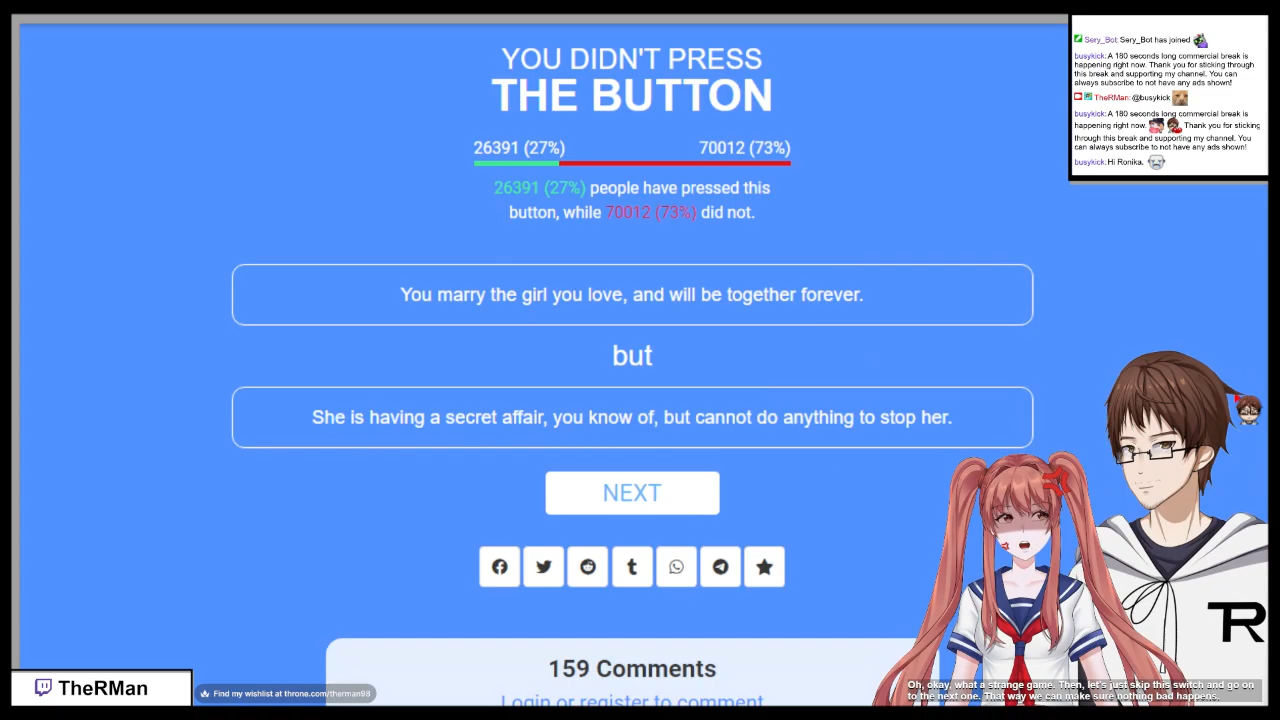 YOU DIDN'T PRESS
THE BUTTON
26391 (27%)
70012 (73%)
26391 (27%) people have pressed this
button, while 70012 (73%) did not.
You marry the girl you love, and will be together forever.
but
She is having a secret affair, you know of, but cannot do anything to stop her.
NEXT
159 Comments
Login or register to comment
Sery_Bot: Sery_Bot has joined
busykick: A 180 seconds long commercial break is
happening right now. Thank you for sticking through
this break and supporting my channel. You can
always subscribe to not have any ads shown!
TheRMan: @busykick
busykick: A 180 seconds long commercial break is
happening right now. Thank you for sticking
through this break and supporting my channel. You
can always subscribe to not have any ads shown!
busykick: Hi Ronika.
TR
TheRMan
Find my wishlist at throne.com/therman98
Oh, okay, what a strange game. Then, let's just skip this switch and go on
to the next one. That way we can make sure nothing bad happens.